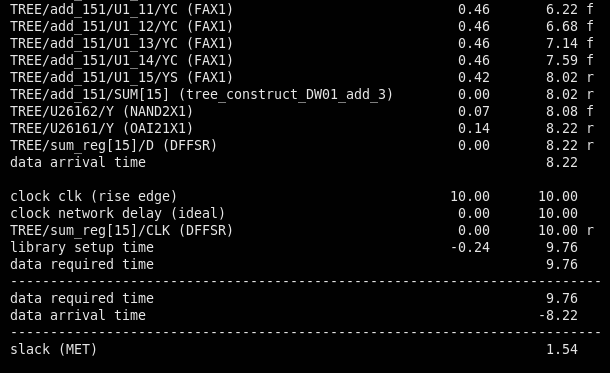 TREE/add_151/U1_11/YC (FAX1) 0.46 6.22 f
TREE/add_151/U1_12/YC (FAX1) 0.46 6.68 f
TREE/add_151/U1_13/YC (FAX1) 0.46 7.14 f
TREE/add_151/U1_14/YC (FAX1) 0.46 7.59 f
TREE/add_151/U1_15/YS (FAX1) 0.42 8.02 r
TREE/add_151/SUM[15] (tree_construct_DW01_add_3) 0.00 8.02 r
TREE/U26162/Y (NAND2X1) 0.07 8.08 f
TREE/U26161/Y (OAI21X1) 0.14 8.22 r
TREE/sum_reg[15]/D (DFFSR) 0.00 8.22 r
data arrival time 8.22
clock clk (rise edge) 10.00 10.00
clock network delay (ideal) 0.00 10.00
TREE/sum_reg[15]/CLK (DFFSR) 0.00 10.00 r
library setup time -0.24 9.76
data required time 9.76
--------------------------------------------------------------------------
data required time 9.76
data arrival time -8.22
--------------------------------------------------------------------------
slack (MET) 1.54